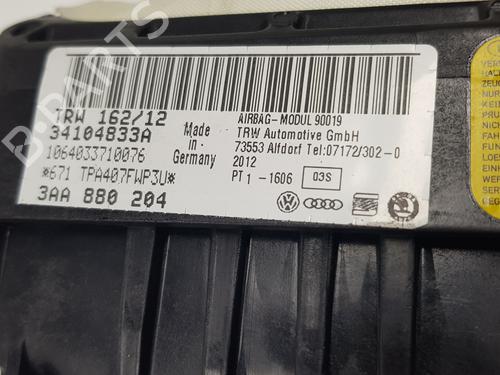 TRW 162/12
34104833A
1064033710076
*671 TPA407FWP3U*
3AA 880 204
Made
in
Germany
AIRBAG-MODUL 90019
TRW Automotive GmbH
73553 Alfdorf Tel:07172/302-0
2012
PT1 -1606 03S
B-PARTS